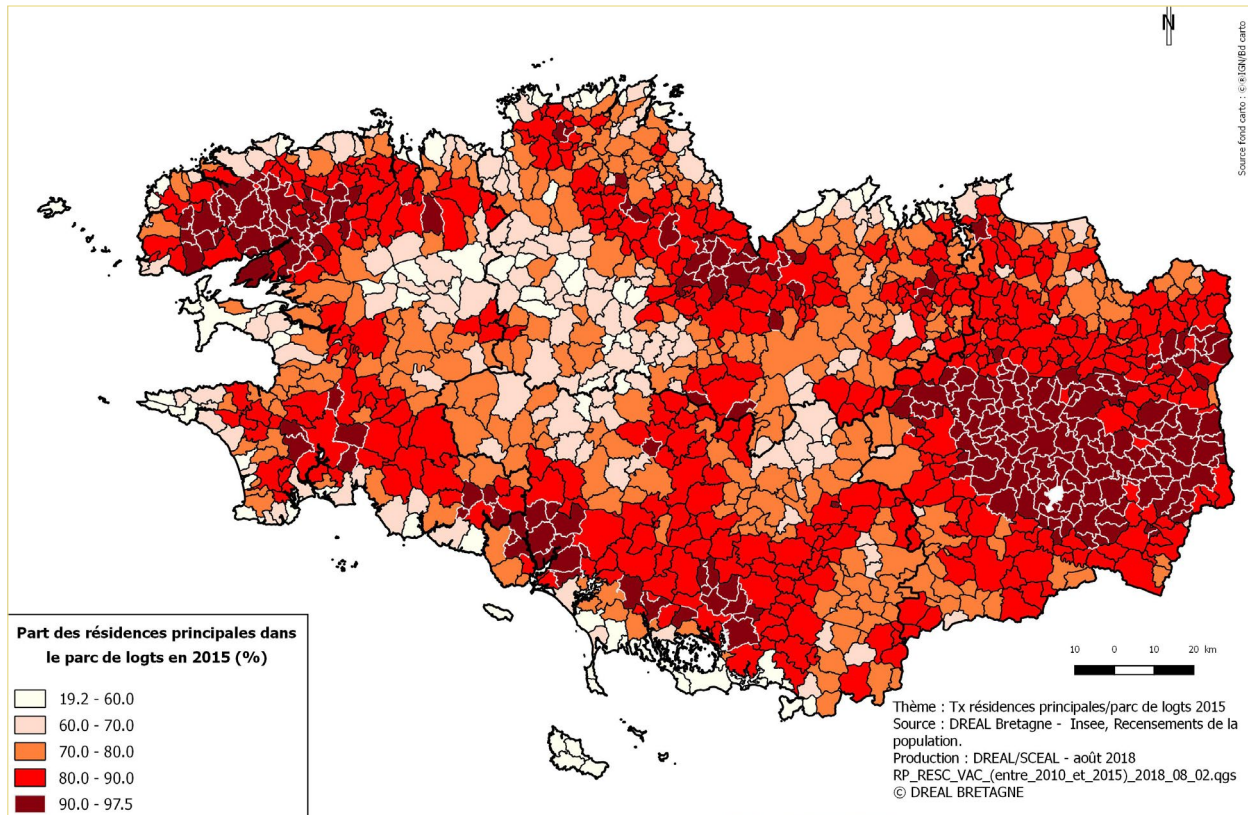 N
Source fond carto : ©®IGN/Bd carto
Part des résidences principales dans
le parc de logts en 2015 (%)
19.2 - 60.0
60.0 - 70.0
70.0 - 80.0
80.0 - 90.0
90.0 - 97.5
10 0 10 20 km
Thème : Tx résidences principales/parc de logts 2015
Source : DREAL Bretagne - Insee, Recensements de la
population.
Production : DREAL/SCEAL - août 2018
RP_RESC_VAC_(entre_2010_et_2015)_2018_08_02.qgs
© DREAL BRETAGNE